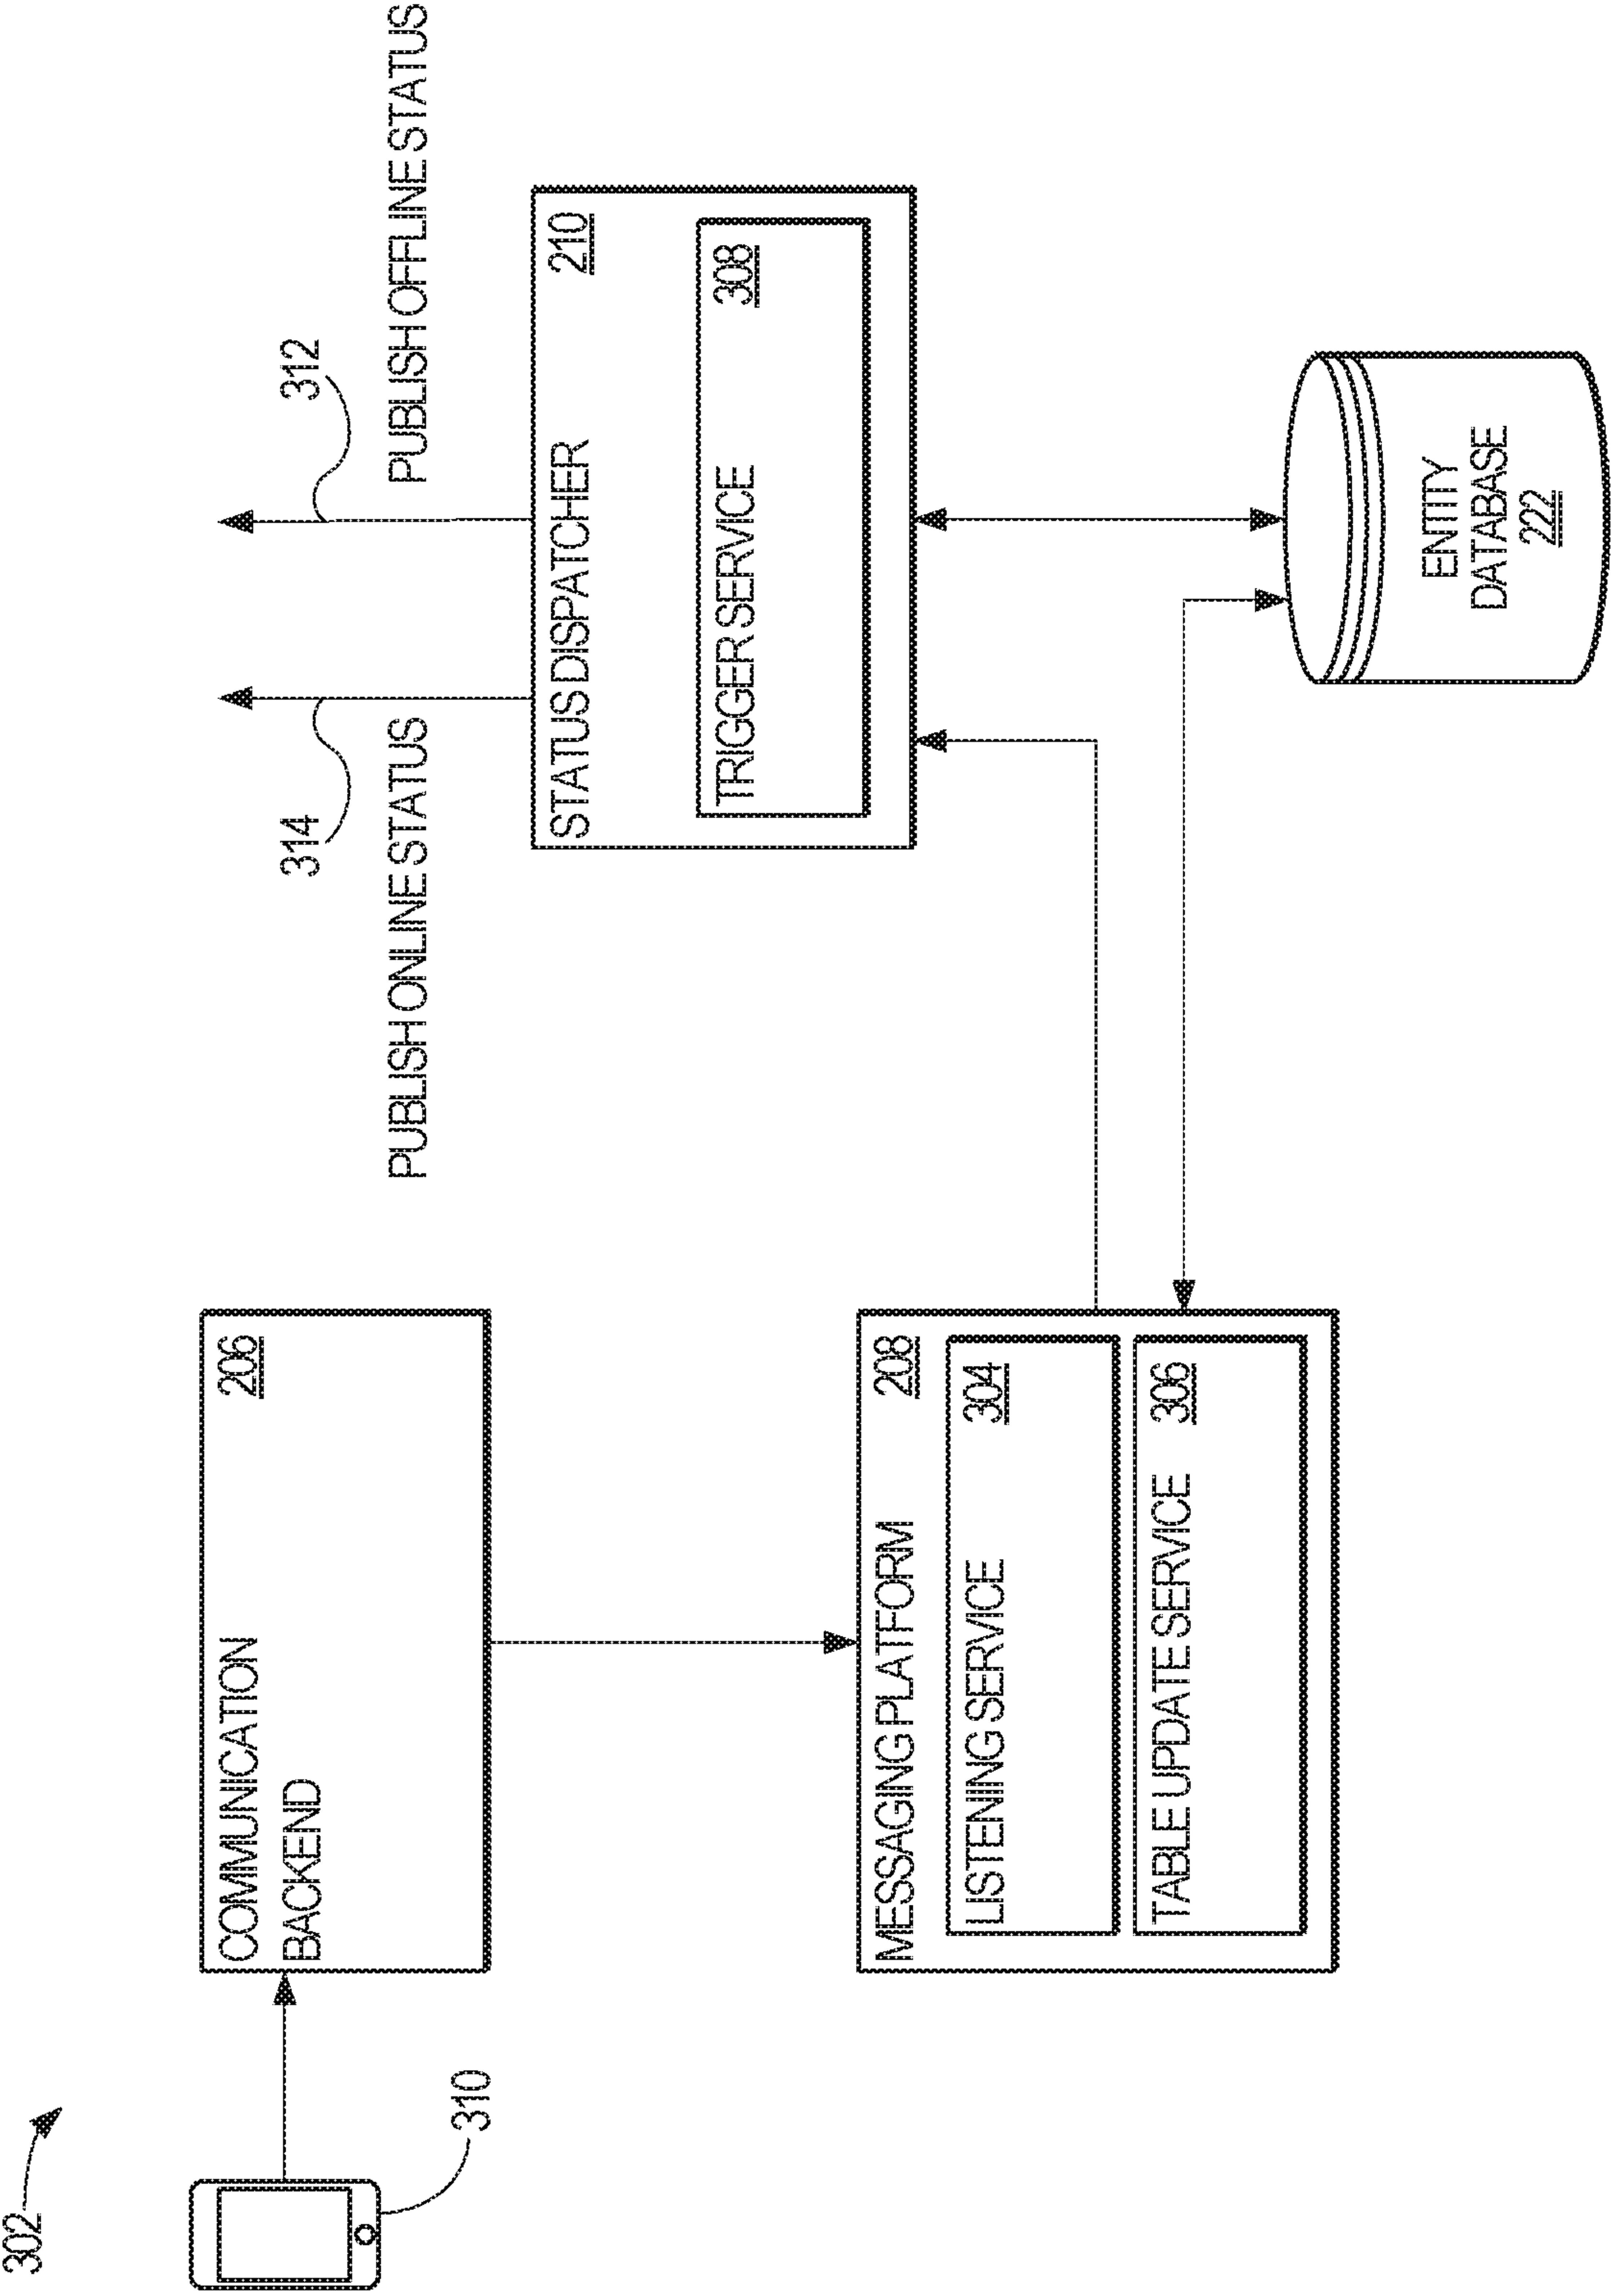 302
310
COMMUNICATION
BACKEND
206
MESSAGING PLATFORM 208
LISTENING SERVICE 304
TABLE UPDATE SERVICE 306
314
PUBLISH ONLINE STATUS
312
PUBLISH OFFLINE STATUS
STATUS DISPATCHER 210
TRIGGER SERVICE 308
ENTITY
DATABASE
222